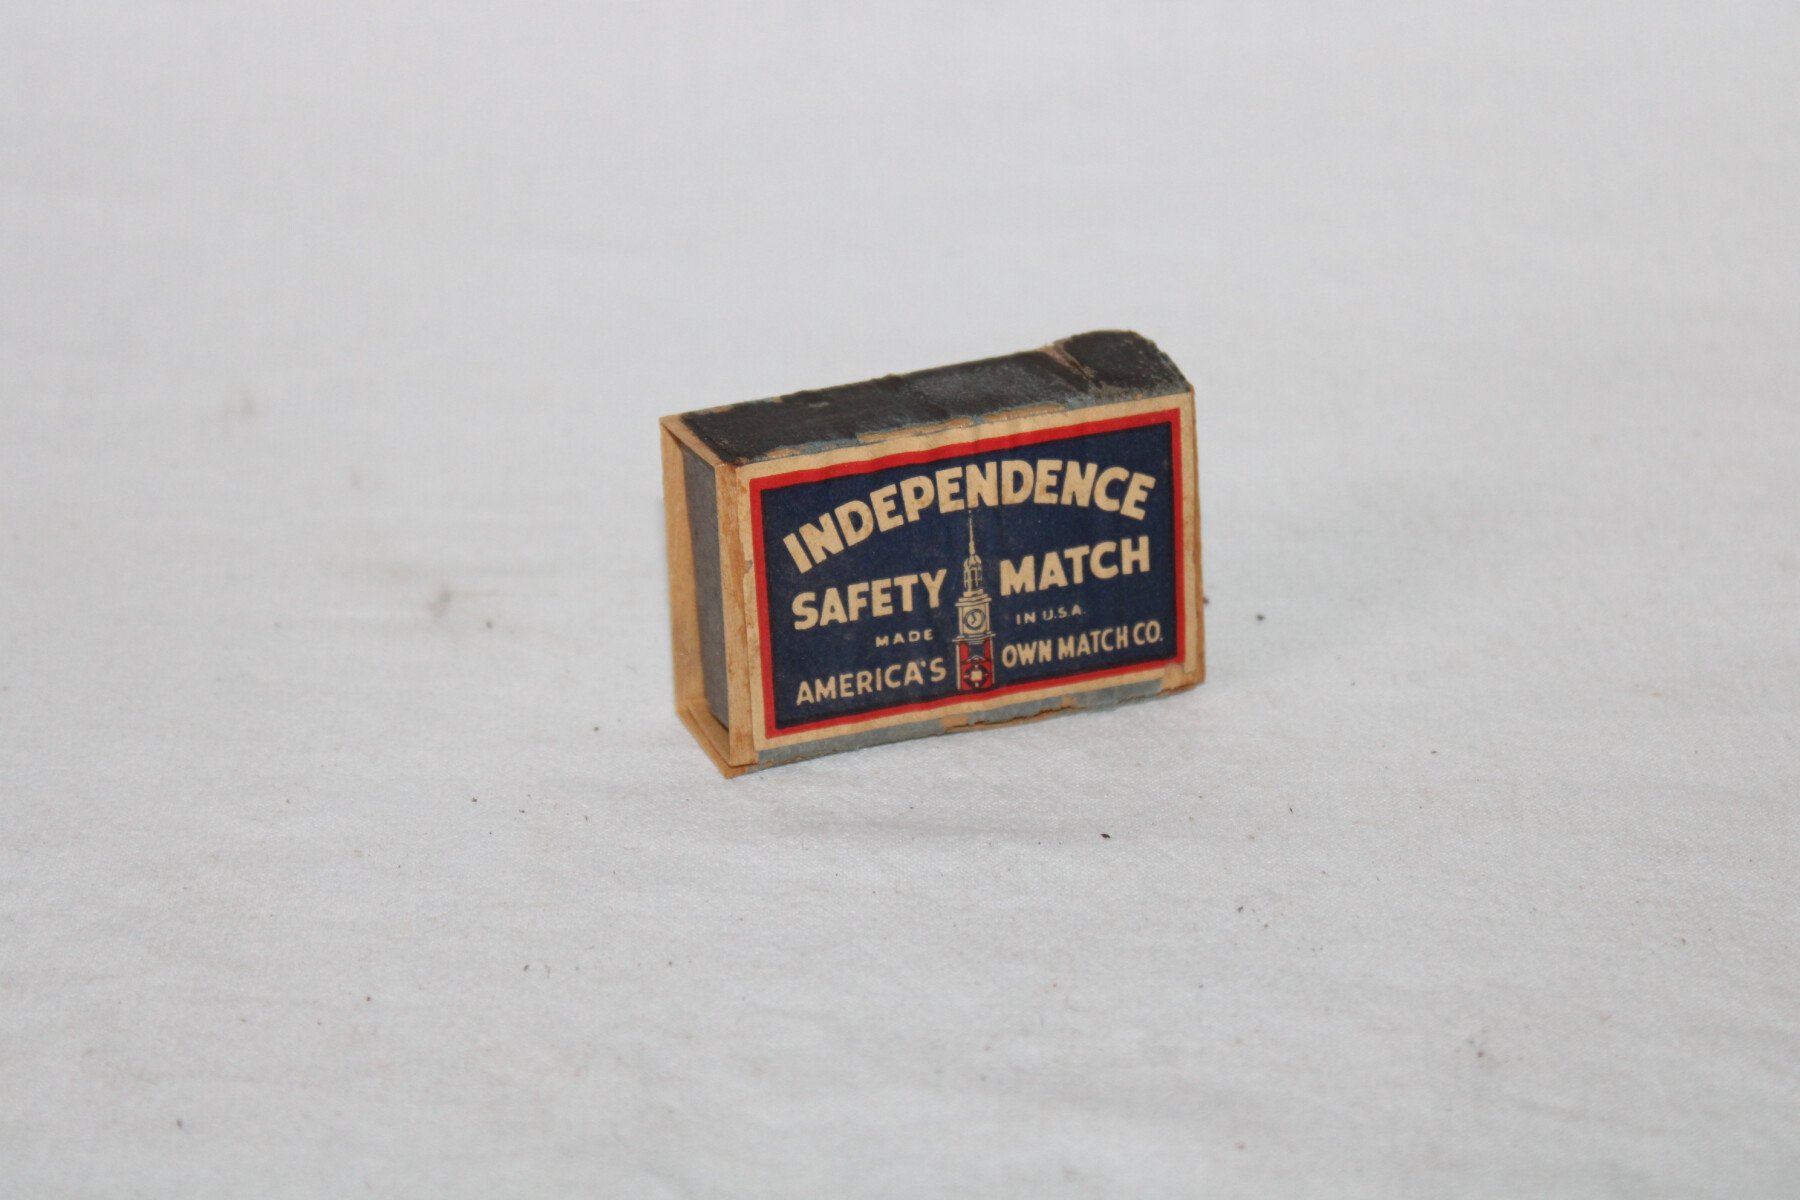 INDEPENDENCE
SAFETY MATCH
MADE IN U.S.A.
AMERICA'S OWN MATCH CO.